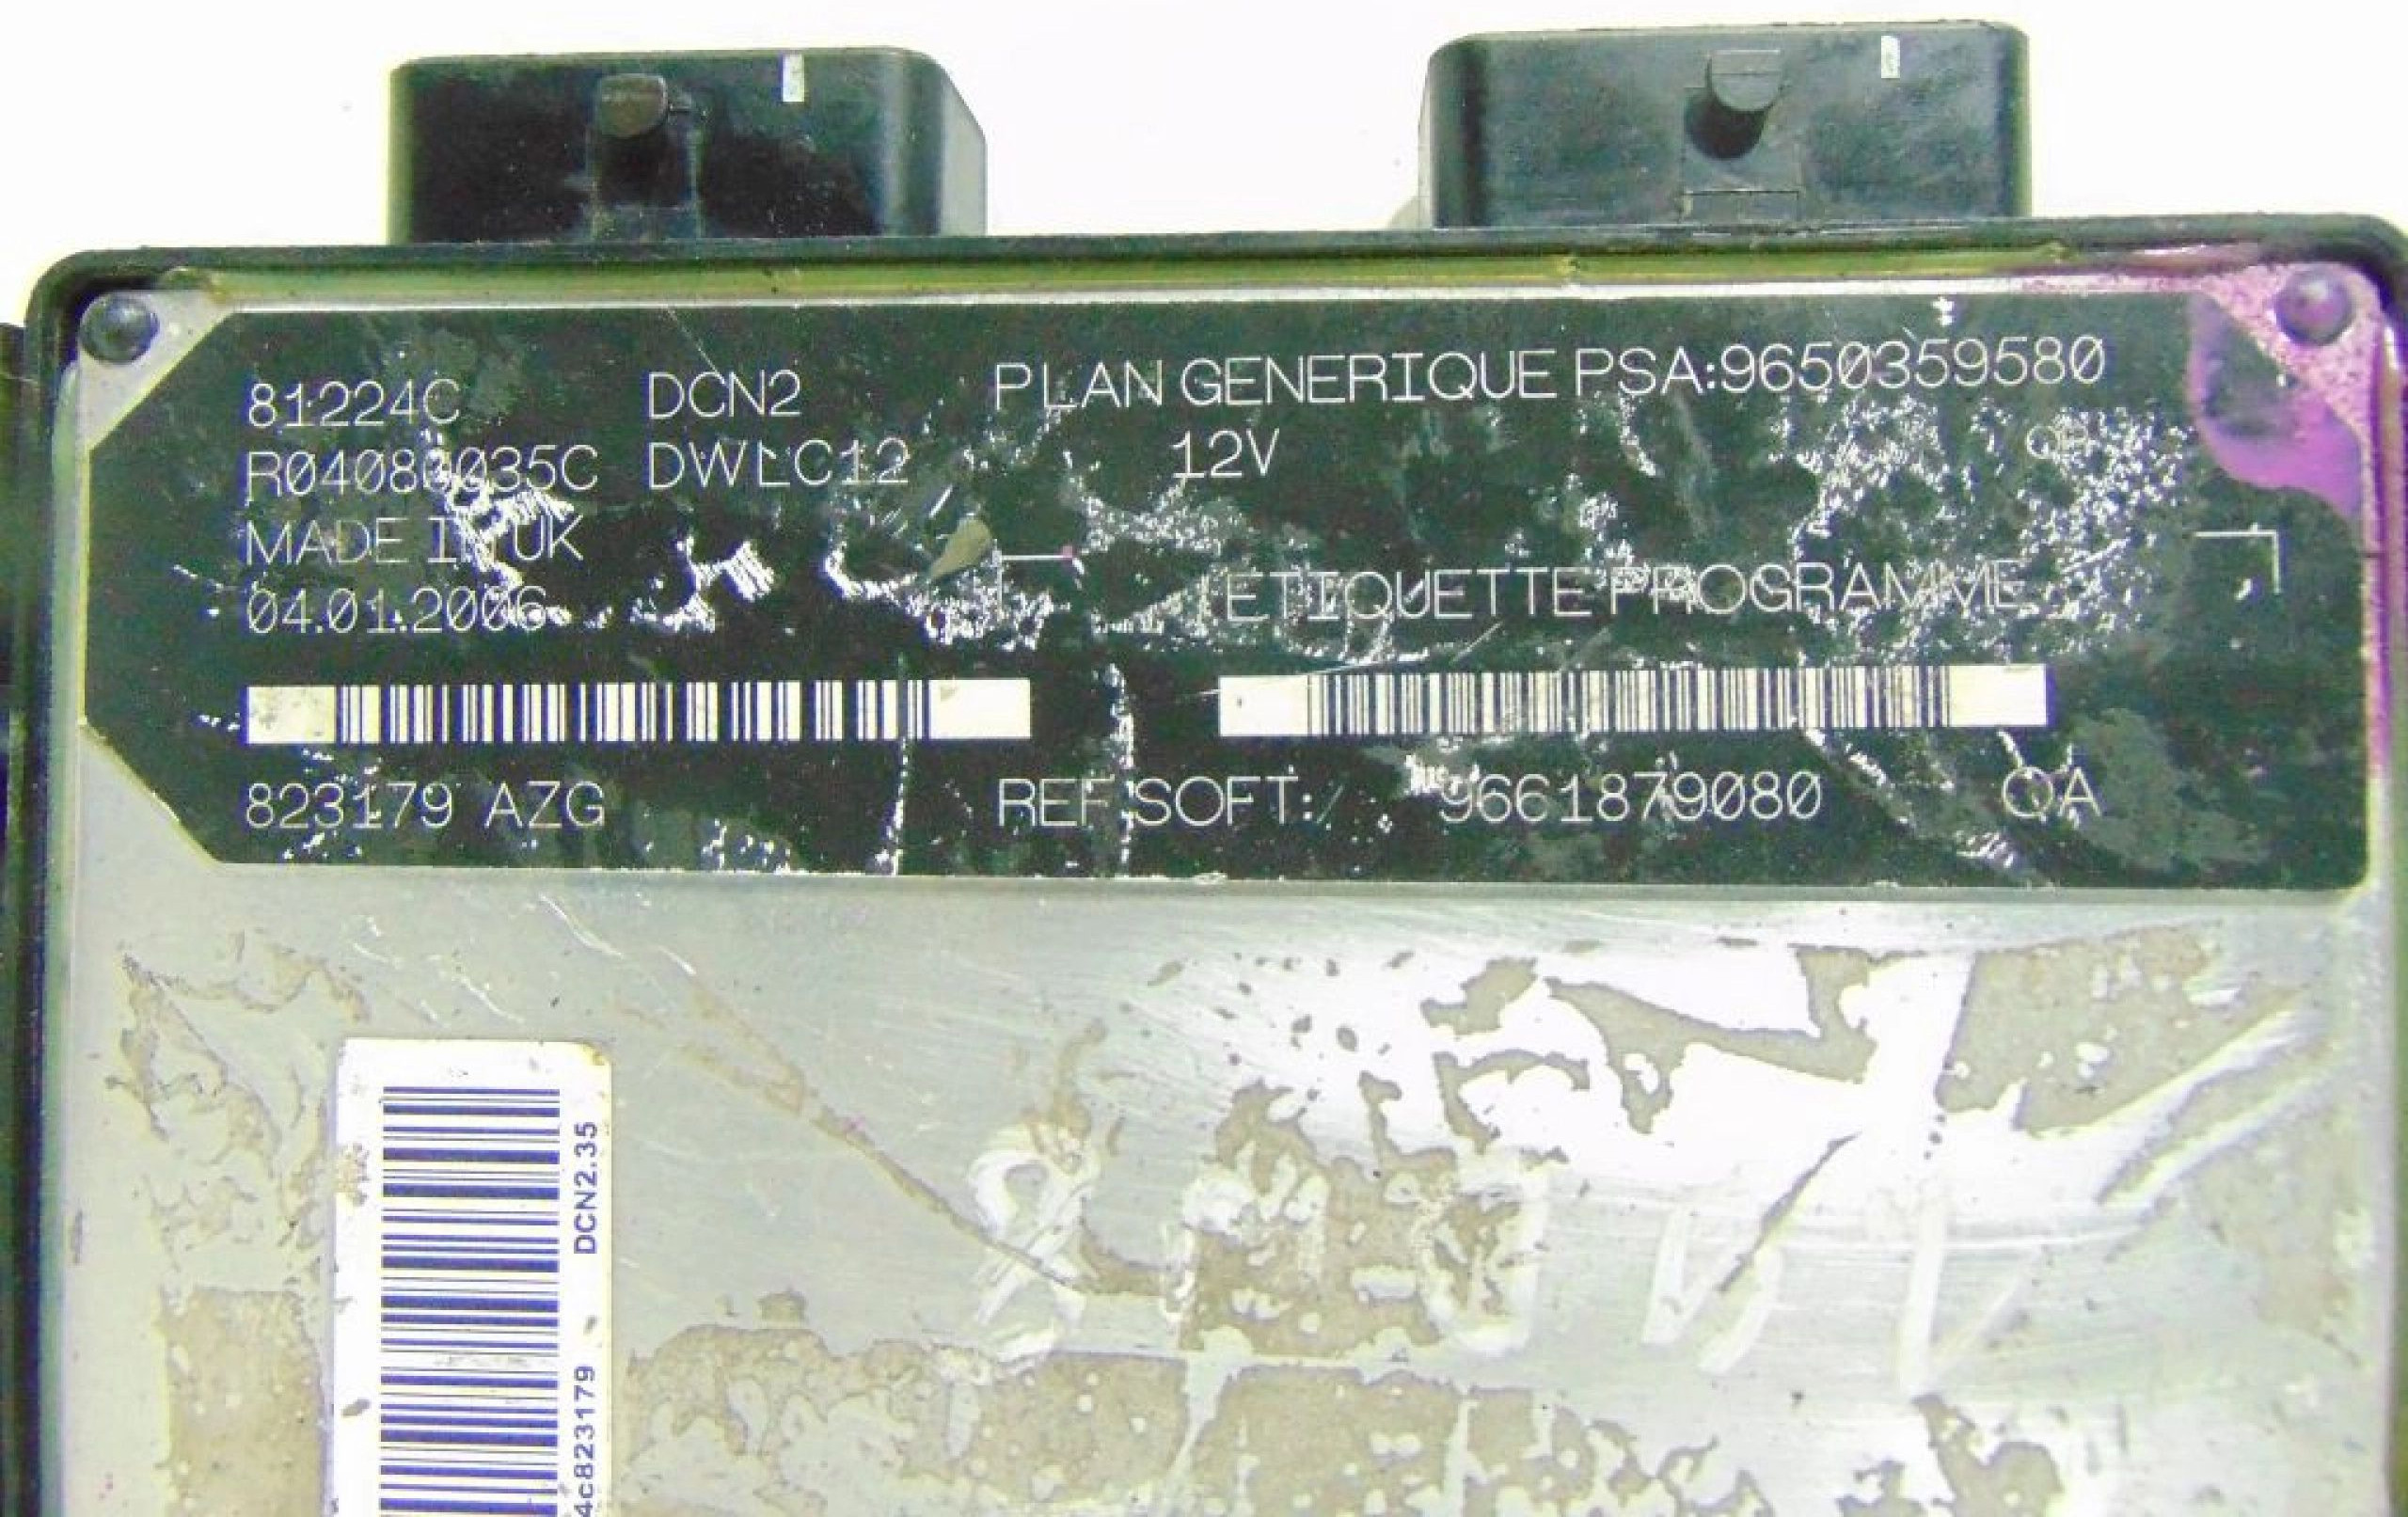 81224C DCN2 PLAN GENERIQUE PSA:9650359580
R04080035C DWLC12 12V
MADE IN UK
04.01.2006 ETIQUETTE PROGRAMME
823179 AZG REF SOFT: 9661879080 OA
4c823179 DCN2.35